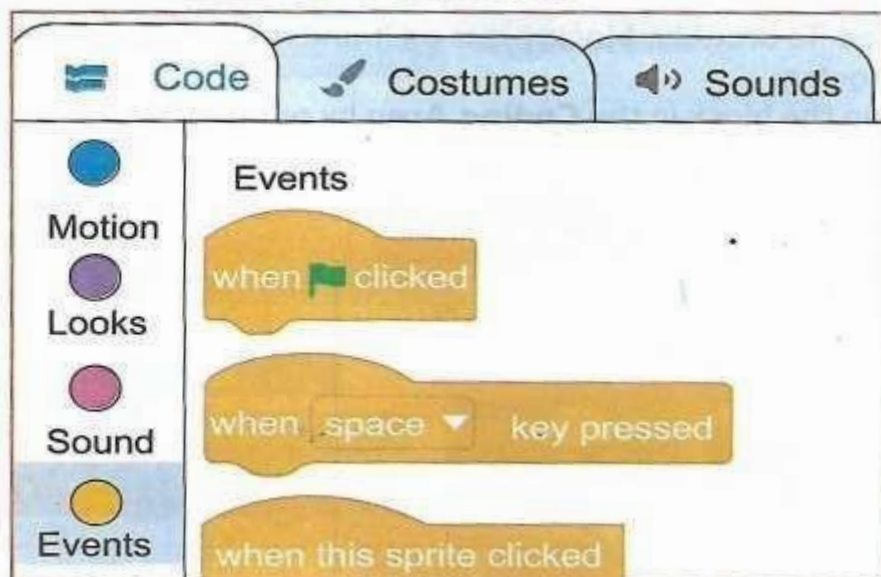 Code Costumes Sounds
Events
Motion
when clicked
Looks
when space key pressed
Sound
Events
when this sprite clicked